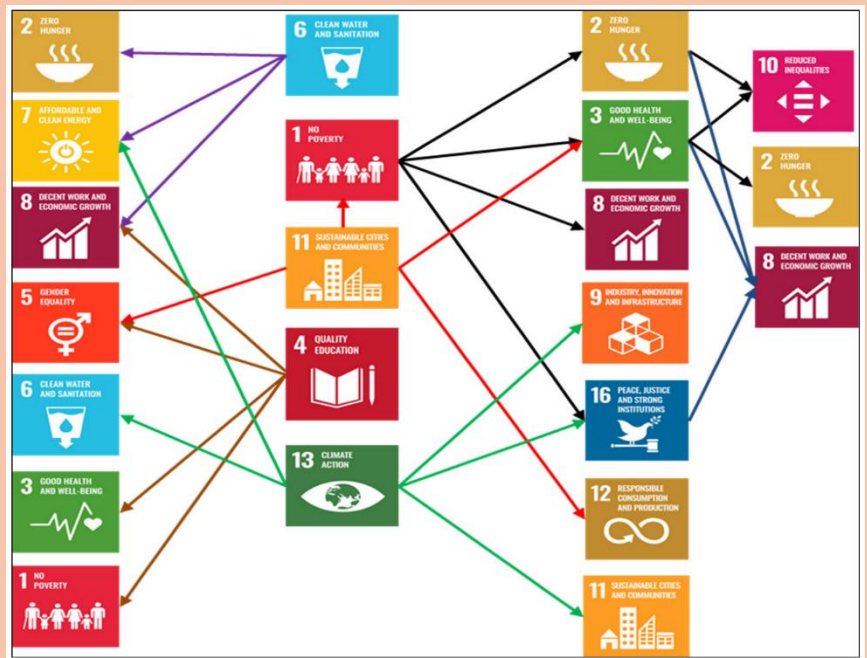 2 ZERO
HUNGER
7 AFFORDABLE AND
CLEAN ENERGY
8 DECENT WORK AND
ECONOMIC GROWTH
5 GENDER
EQUALITY
6 CLEAN WATER
AND SANITATION
3 GOOD HEALTH
AND WELL-BEING
1 NO
POVERTY
6 CLEAN WATER
AND SANITATION
1 NO
POVERTY
11 SUSTAINABLE CITIES
AND COMMUNITIES
4 QUALITY
EDUCATION
13 CLIMATE
ACTION
2 ZERO
HUNGER
3 GOOD HEALTH
AND WELL-BEING
8 DECENT WORK AND
ECONOMIC GROWTH
9 INDUSTRY, INNOVATION
AND INFRASTRUCTURE
16 PEACE, JUSTICE
AND STRONG
INSTITUTIONS
12 RESPONSIBLE
CONSUMPTION
AND PRODUCTION
11 SUSTAINABLE CITIES
AND COMMUNITIES
10 REDUCED
INEQUALITIES
2 ZERO
HUNGER
8 DECENT WORK AND
ECONOMIC GROWTH